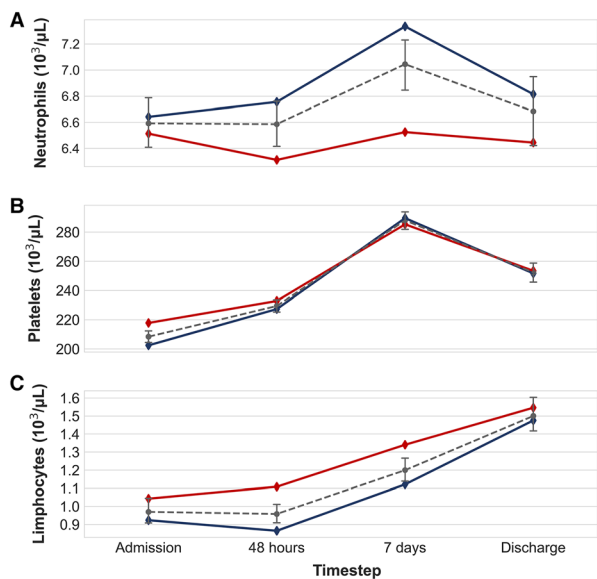 A
Neutrophils (10³/μL)
7.2
7.0
6.8
6.6
6.4
B
Platelets (10³/μL)
280
260
240
220
200
C
Limphocytes (10³/μL)
1.6
1.5
1.4
1.3
1.2
1.1
1.0
0.9
Admission 48 hours 7 days Discharge
Timestep